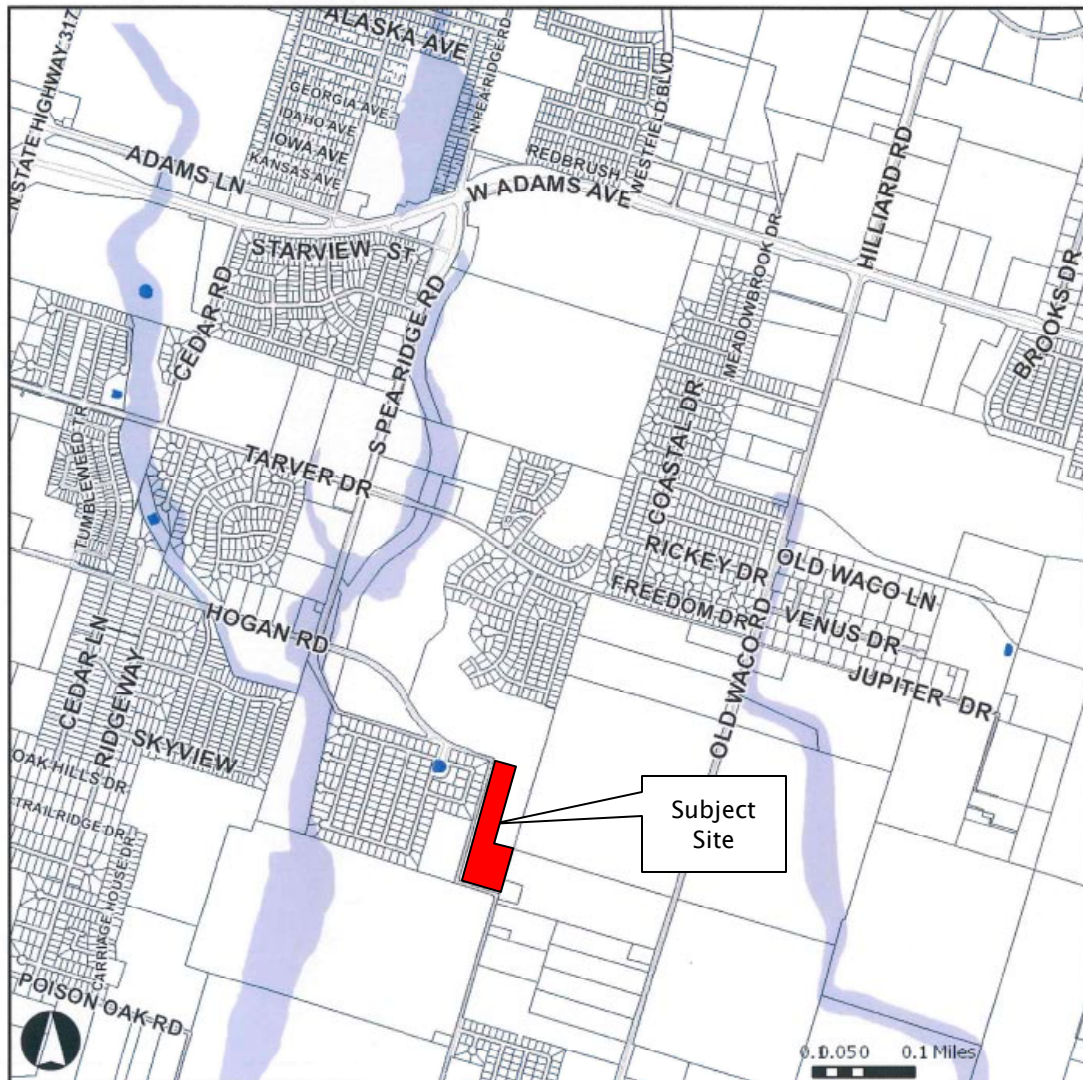 ALASKA AVE
N STATE HIGHWAY 317
N PEA RIDGE RD
GEORGIA AVE
IDAHO AVE
IOWA AVE
KANSAS AVE
WESTFIELD BLVD
REDBRUSH
ADAMS LN
W ADAMS AVE
HILLIARD RD
STARVIEW ST
MEADOWBROOK DR
BROOKS DR
CEDAR RD
S PEA RIDGE RD
COASTAL DR
TUMBLEWEED TR
TARVER DR
RICKEY DR
OLD WACO LN
FREEDOM DR
VENUS DR
HOGAN RD
JUPITER DR
CEDAR LN
RIDGEWAY
OLD WACO RD
SKYVIEW
OAK HILLS DR
Subject
Site
TRAILRIDGE DR
CARRIAGE HOUSE DR
POISON OAK RD
0.1 Miles